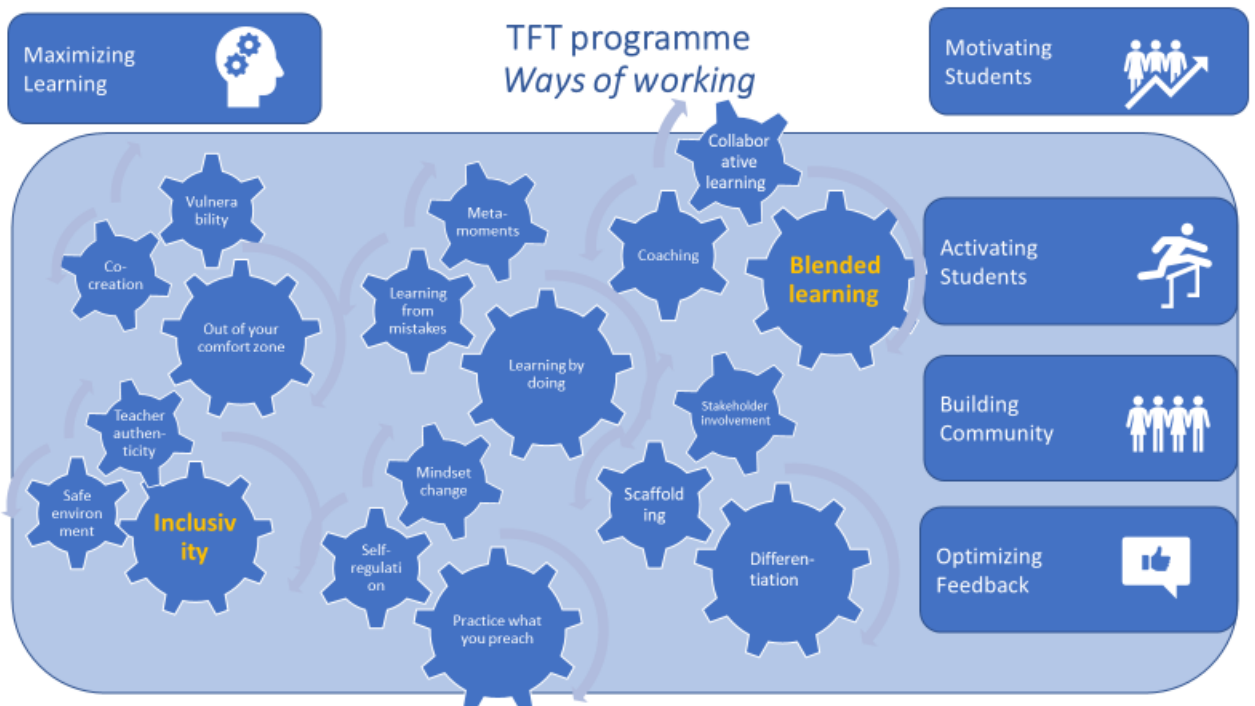 Maximizing
Learning
TFT programme
Ways of working
Motivating
Students
Vulnera
bility
Co-
creation
Out of your
comfort zone
Meta-
moments
Learning
from
mistakes
Learning by
doing
Collabor
ative
learning
Coaching
Blended
learning
Activating
Students
Teacher
authen-
ticity
Safe
environ
ment
Inclusiv
ity
Mindset
change
Self-
regulati
on
Practice what
you preach
Stakeholder
involvement
Scaffold
ing
Differen-
tiation
Building
Community
Optimizing
Feedback